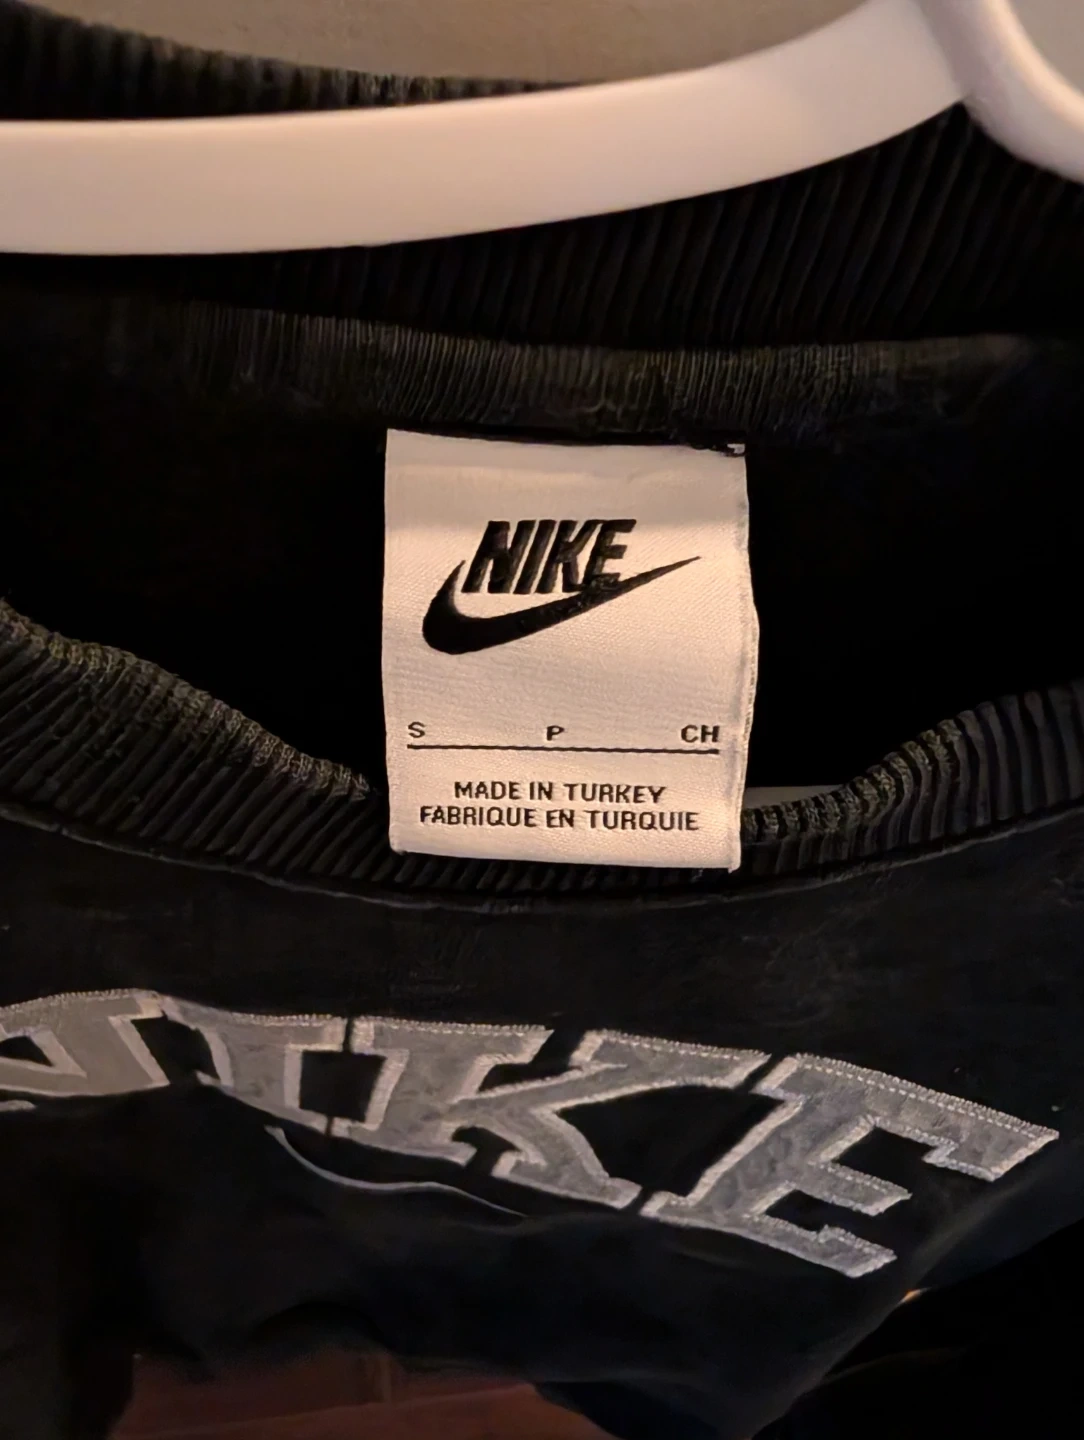 NIKE
S P CH
MADE IN TURKEY
FABRIQUE EN TURQUIE
NIKE